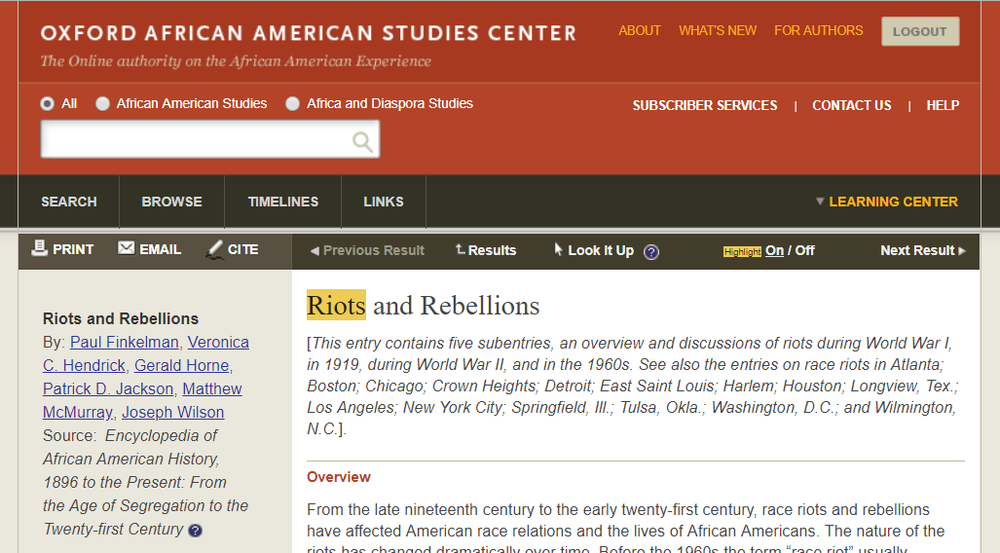 OXFORD AFRICAN AMERICAN STUDIES CENTER
The Online authority on the African American Experience
ABOUT WHAT'S NEW FOR AUTHORS LOGOUT
All African American Studies Africa and Diaspora Studies
SUBSCRIBER SERVICES | CONTACT US | HELP
SEARCH BROWSE TIMELINES LINKS LEARNING CENTER
PRINT EMAIL CITE Previous Result Results Look It Up ? Highlight On / Off Next Result
Riots and Rebellions
By: Paul Finkelman, Veronica
C. Hendrick, Gerald Horne,
Patrick D. Jackson, Matthew
McMurray, Joseph Wilson
Source: Encyclopedia of
African American History,
1896 to the Present: From
the Age of Segregation to the
Twenty-first Century ?
Riots and Rebellions
[This entry contains five subentries, an overview and discussions of riots during World War I,
in 1919, during World War II, and in the 1960s. See also the entries on race riots in Atlanta;
Boston; Chicago; Crown Heights; Detroit; East Saint Louis; Harlem; Houston; Longview, Tex.;
Los Angeles; New York City; Springfield, Ill.; Tulsa, Okla.; Washington, D.C.; and Wilmington,
N.C.].
Overview
From the late nineteenth century to the early twenty-first century, race riots and rebellions
have affected American race relations and the lives of African Americans. The nature of the
riots has changed dramatically over time. Before the 1960s the term “race riot” usually